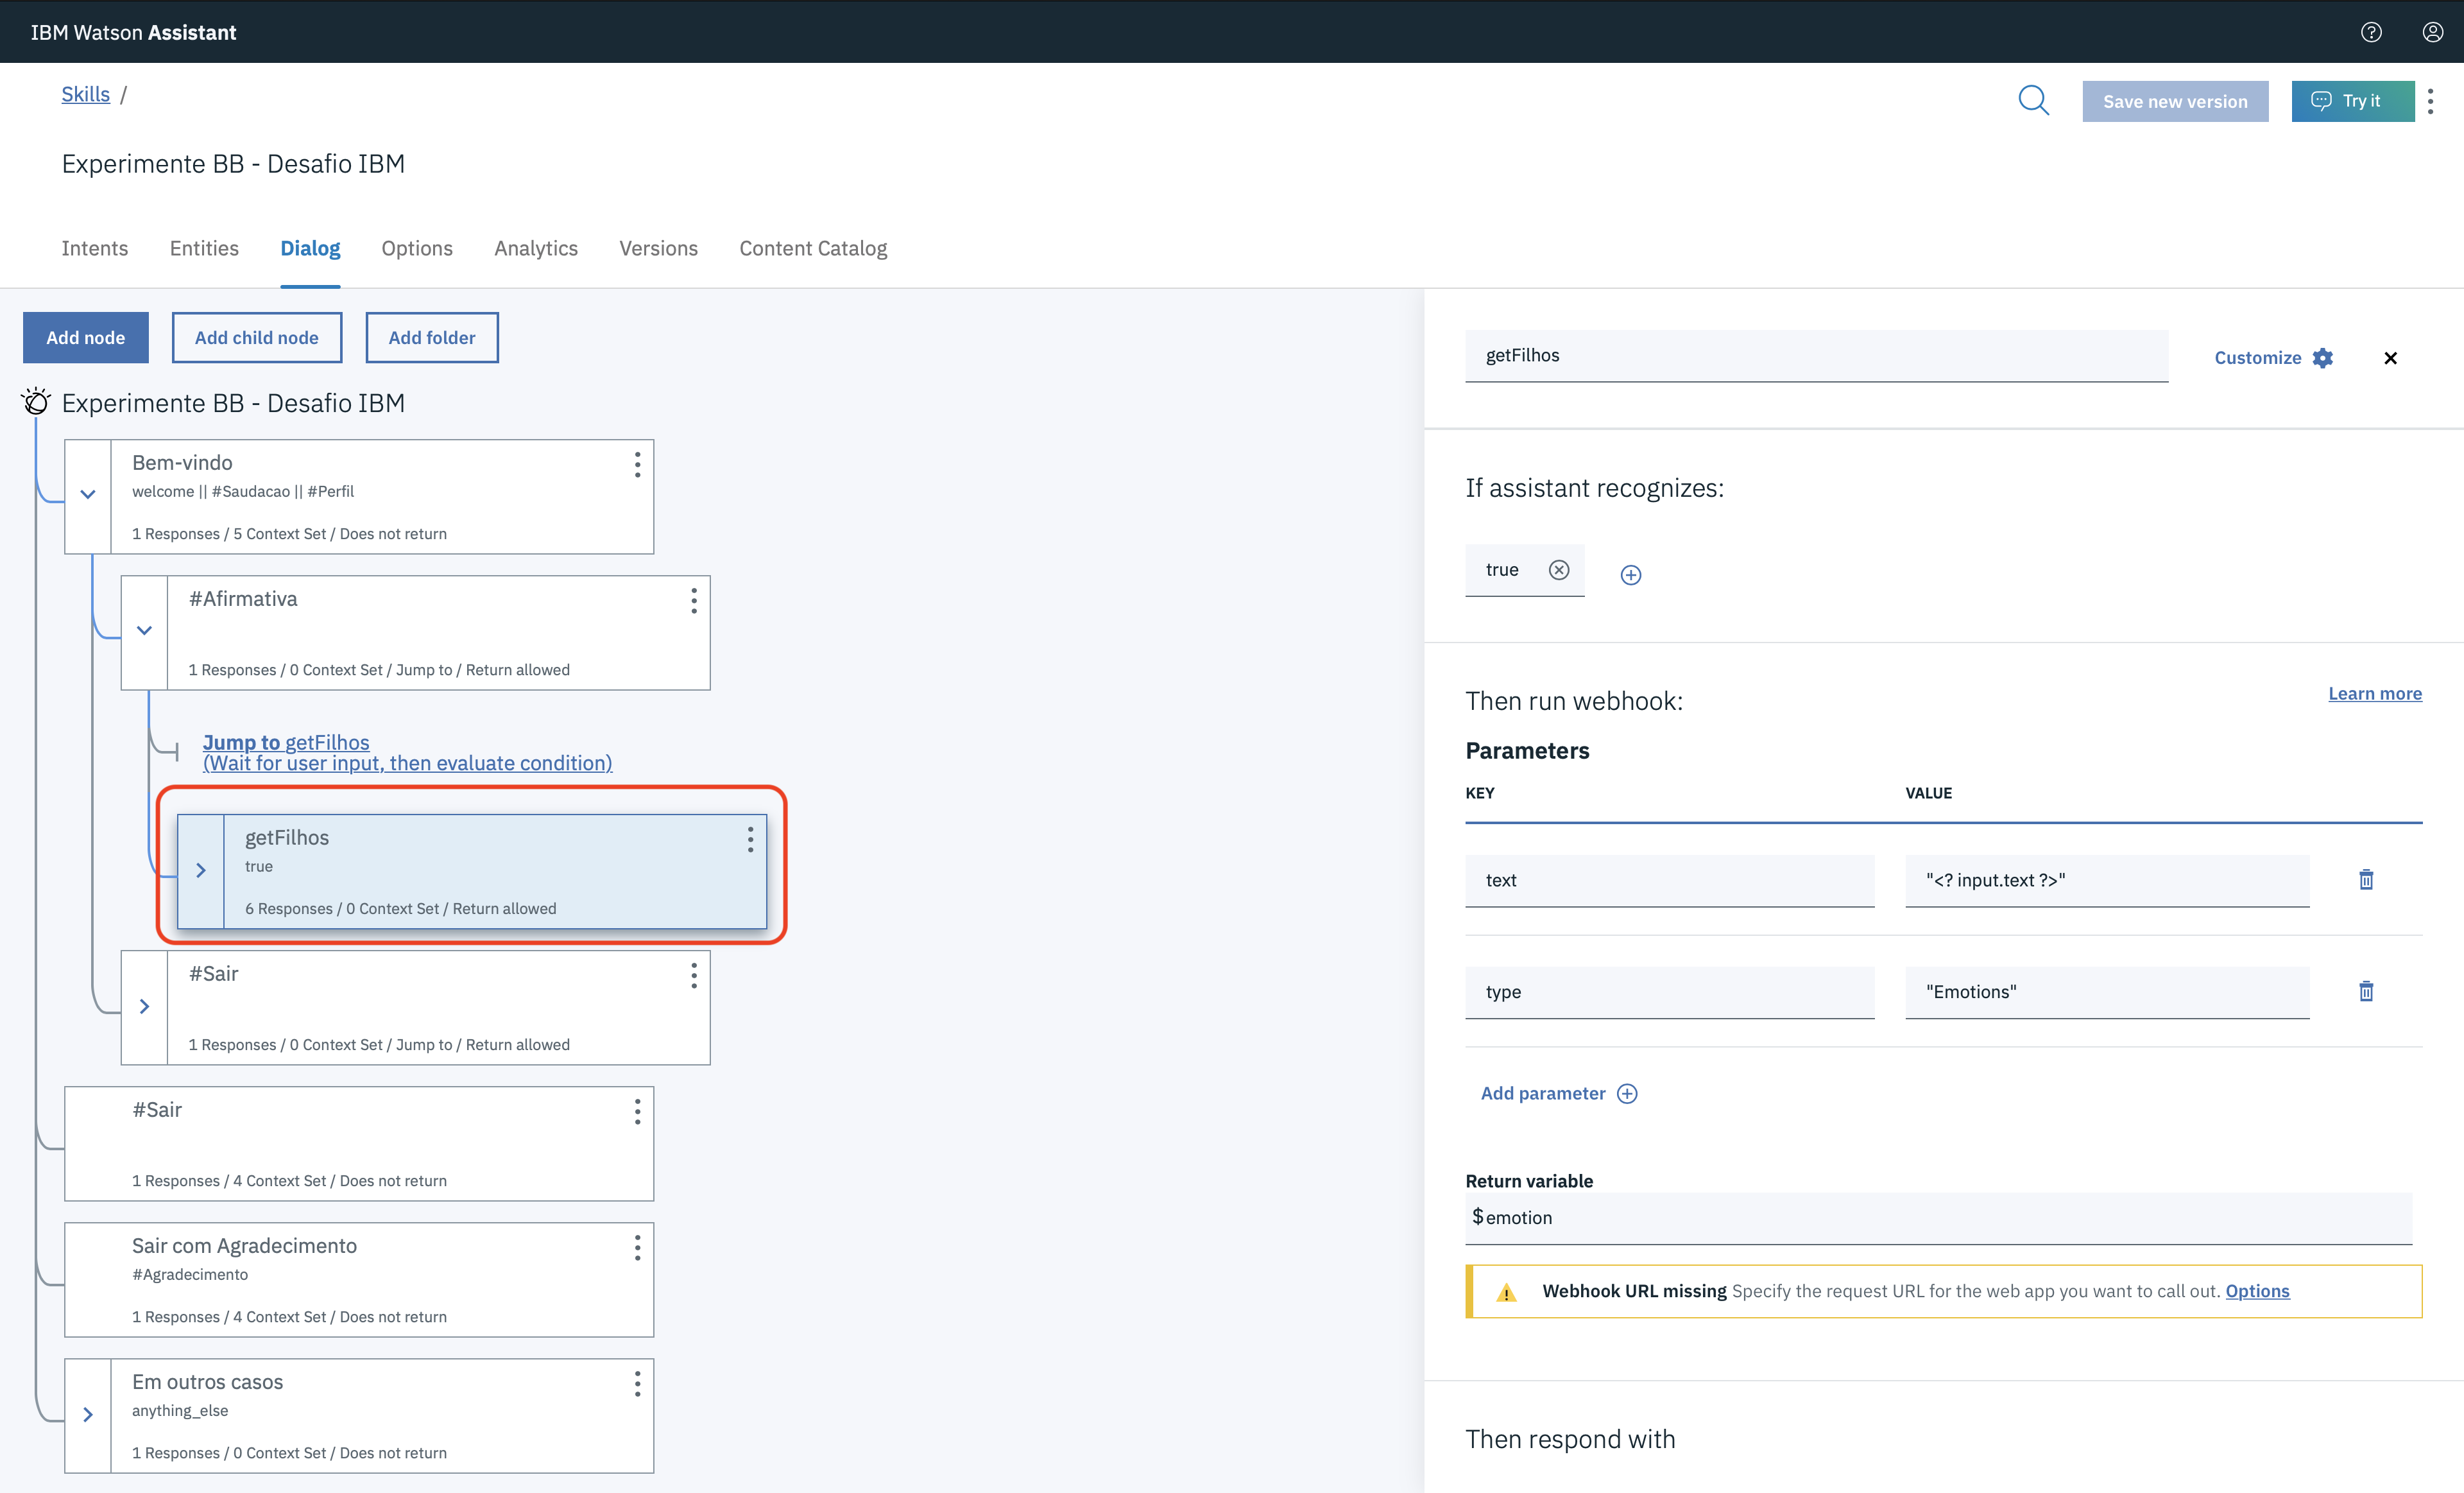 IBM Watson Assistant
Skills /
Save new version
Try it
Experimente BB - Desafio IBM
Intents Entities Dialog Options Analytics Versions Content Catalog
Add node Add child node Add folder
Experimente BB - Desafio IBM
Bem-vindo
welcome || #Saudacao || #Perfil
1 Responses / 5 Context Set / Does not return
#Afirmativa
1 Responses / 0 Context Set / Jump to / Return allowed
Jump to getFilhos
(Wait for user input, then evaluate condition)
getFilhos
true
6 Responses / 0 Context Set / Return allowed
#Sair
1 Responses / 0 Context Set / Jump to / Return allowed
#Sair
1 Responses / 4 Context Set / Does not return
Sair com Agradecimento
#Agradecimento
1 Responses / 4 Context Set / Does not return
Em outros casos
anything_else
1 Responses / 0 Context Set / Does not return
getFilhos
Customize
If assistant recognizes:
true
Then run webhook:
Learn more
Parameters
KEY VALUE
text "<? input.text ?>"
type "Emotions"
Add parameter
Return variable
$ emotion
Webhook URL missing Specify the request URL for the web app you want to call out. Options
Then respond with